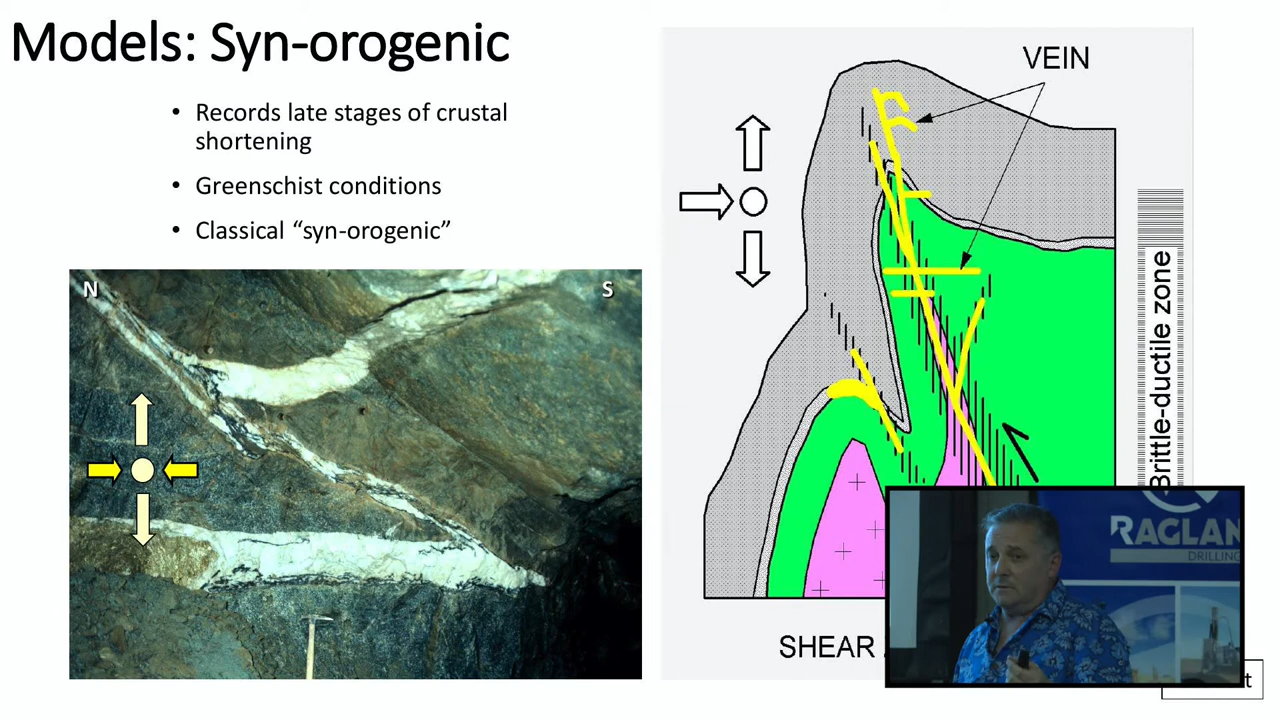 Models: Syn-orogenic
• Records late stages of crustal
shortening
• Greenschist conditions
• Classical “syn-orogenic”
N
S
VEIN
Brittle-ductile zone
SHEAR
RAGLAN
DRILLING